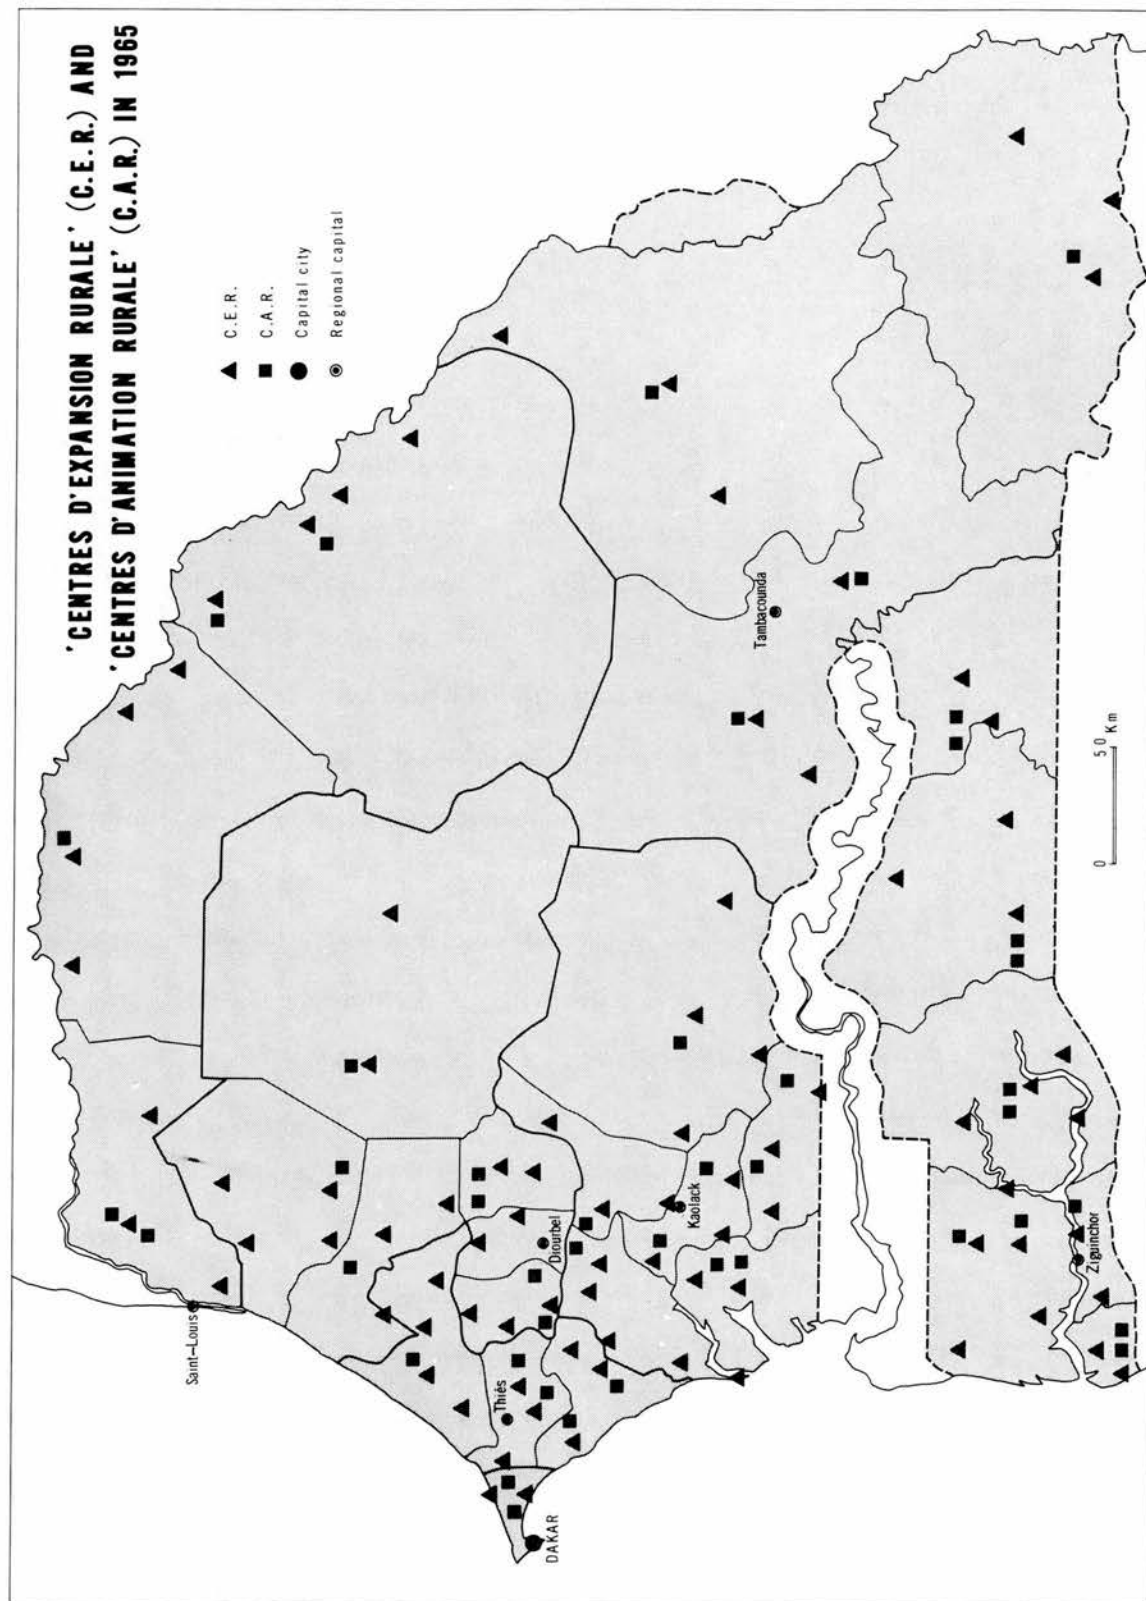 'CENTRES D'EXPANSION RURALE' (C.E.R.) AND
'CENTRES D'ANIMATION RURALE' (C.A.R.) IN 1965
C.E.R.
C.A.R.
Capital city
Regional capital
Saint-Louis
DAKAR
Thiés
Diourbel
Kaolack
Tambacounda
Ziguinchor
0 50
Km